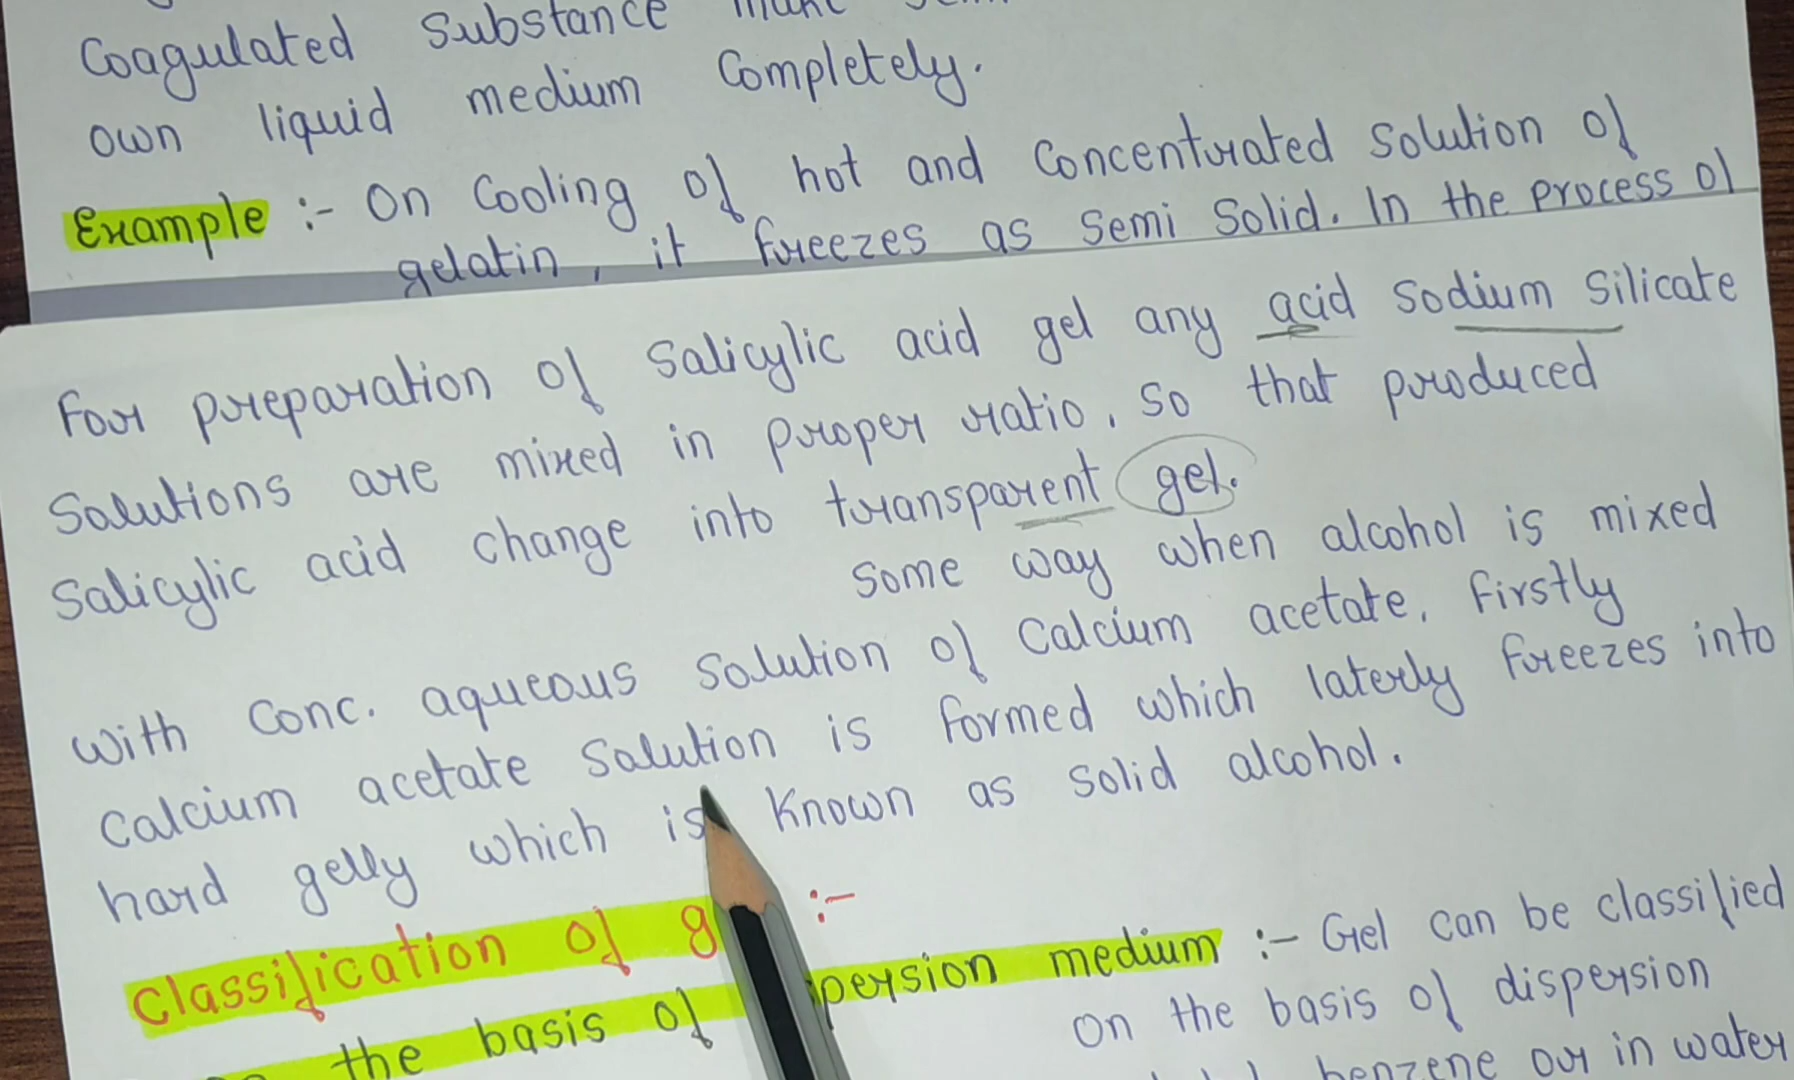 Coagulated Substance make
own liquid medium Completely.
Example :- On Cooling of hot and Concentrated Solution of
gelatin, it freezes as Semi Solid. In the process of
For preparation of Salicylic acid gel any acid Sodium Silicate
Solutions are mixed in proper ratio, So that produced
Salicylic acid change into transparent gel.
Some way when alcohol is mixed
with Conc. aqueous Solution of Calcium acetate, Firstly
Calcium acetate Solution is formed which laterly freezes into
hard gelly which is Known as Solid alcohol.
Classification of g :-
the basis of persion medium :- Gel Can be classified
On the basis of dispersion
benzene or in water